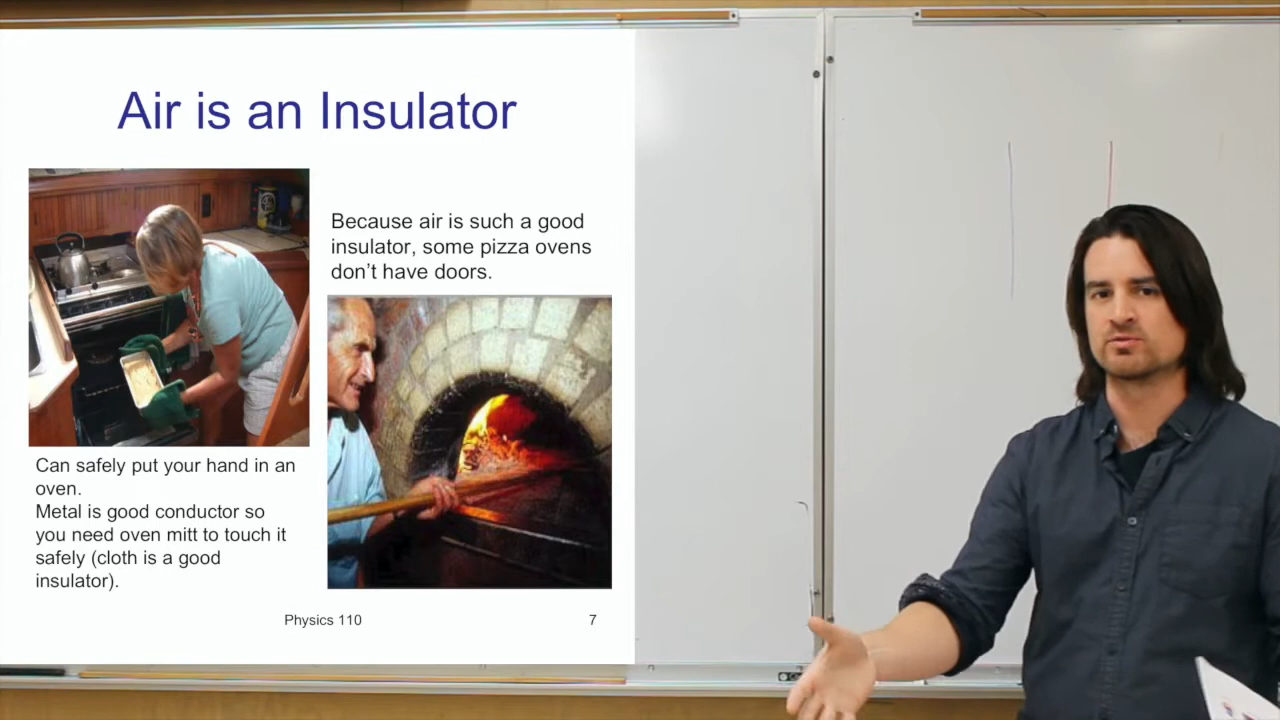 Air is an Insulator
Because air is such a good
insulator, some pizza ovens
don't have doors.
Can safely put your hand in an
oven.
Metal is good conductor so
you need oven mitt to touch it
safely (cloth is a good
insulator).
Physics 110
7